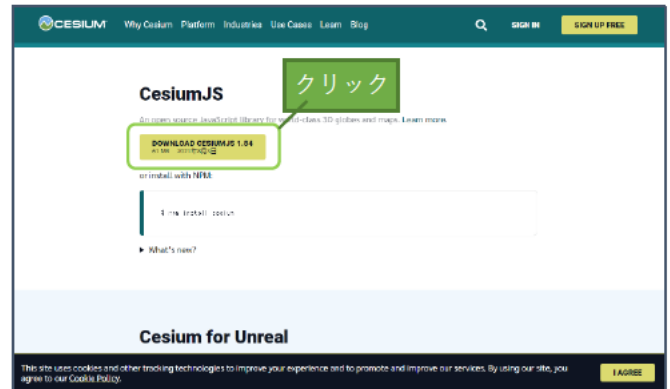 CESIUM Why Cesium Platform Industries Use Cases Learn Blog SIGN IN SIGN UP FREE
CesiumJS
クリック
An open source JavaScript library for world-class 3D globes and maps. Learn more.
DOWNLOAD CESIUMJS 1.84
or install with NPM:
$ npm install cesium
What's new?
Cesium for Unreal
This site uses cookies and other tracking technologies to improve your experience and to promote and improve our services. By using our site, you
agree to our Cookie Policy.
I AGREE